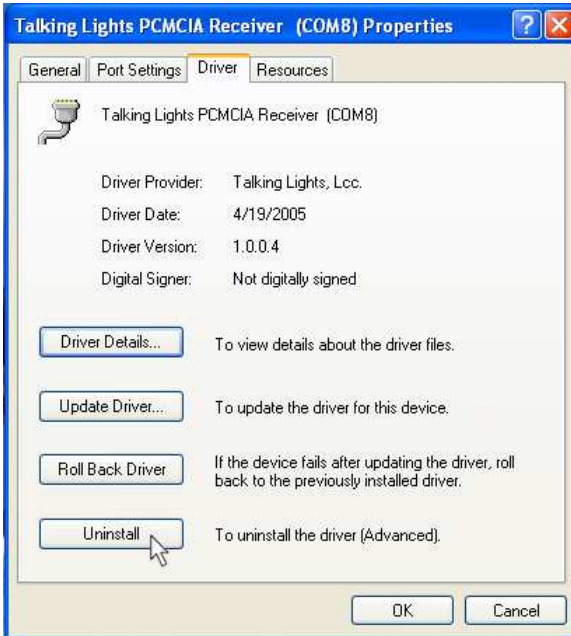 Talking Lights PCMCIA Receiver (COM8) Properties
General Port Settings Driver Resources
Talking Lights PCMCIA Receiver (COM8)
Driver Provider: Talking Lights, Lcc.
Driver Date: 4/19/2005
Driver Version: 1.0.0.4
Digital Signer: Not digitally signed
Driver Details... To view details about the driver files.
Update Driver... To update the driver for this device.
Roll Back Driver If the device fails after updating the driver, roll
back to the previously installed driver.
Uninstall To uninstall the driver (Advanced).
OK Cancel